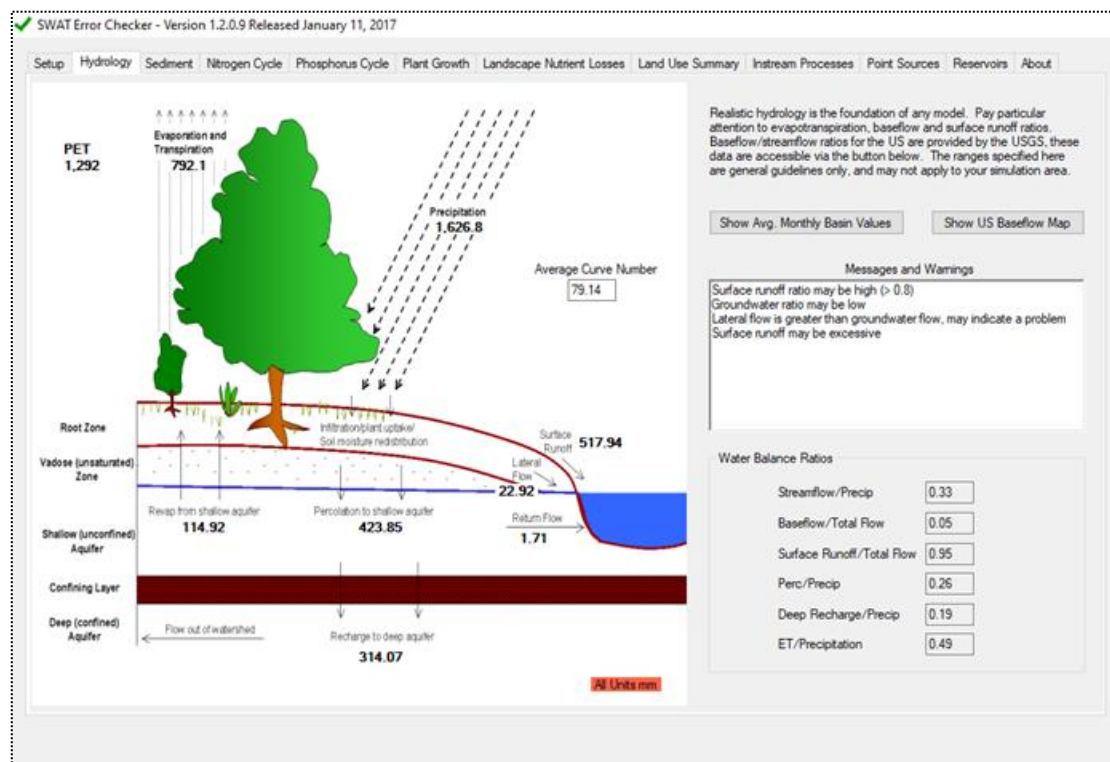 SWAT Error Checker - Version 1.2.0.9 Released January 11, 2017
Setup Hydrology Sediment Nitrogen Cycle Phosphorus Cycle Plant Growth Landscape Nutrient Losses Land Use Summary Instream Processes Point Sources Reservoirs About
PET
1,292
Evaporation and
Transpiration
792.1
Precipitation
1,626.8
Average Curve Number
79.14
Root Zone
Infiltration/plant uptake/
Soil moisture redistribution
Surface
Runoff 517.94
Vadose (unsaturated)
Zone
Lateral
Flow
22.92
Revap from shallow aquifer
114.92
Percolation to shallow aquifer
423.85
Return Flow
1.71
Shallow (unconfined)
Aquifer
Confining Layer
Deep (confined)
Aquifer
Flow out of watershed
Recharge to deep aquifer
314.07
All Units mm
Realistic hydrology is the foundation of any model. Pay particular
attention to evapotranspiration, baseflow and surface runoff ratios.
Baseflow/streamflow ratios for the US are provided by the USGS, these
data are accessible via the button below. The ranges specified here
are general guidelines only, and may not apply to your simulation area.
Show Avg. Monthly Basin Values
Show US Baseflow Map
Messages and Warnings
Surface runoff ratio may be high (> 0.8)
Groundwater ratio may be low
Lateral flow is greater than groundwater flow, may indicate a problem
Surface runoff may be excessive
Water Balance Ratios
Streamflow/Precip 0.33
Baseflow/Total Flow 0.05
Surface Runoff/Total Flow 0.95
Perc/Precip 0.26
Deep Recharge/Precip 0.19
ET/Precipitation 0.49